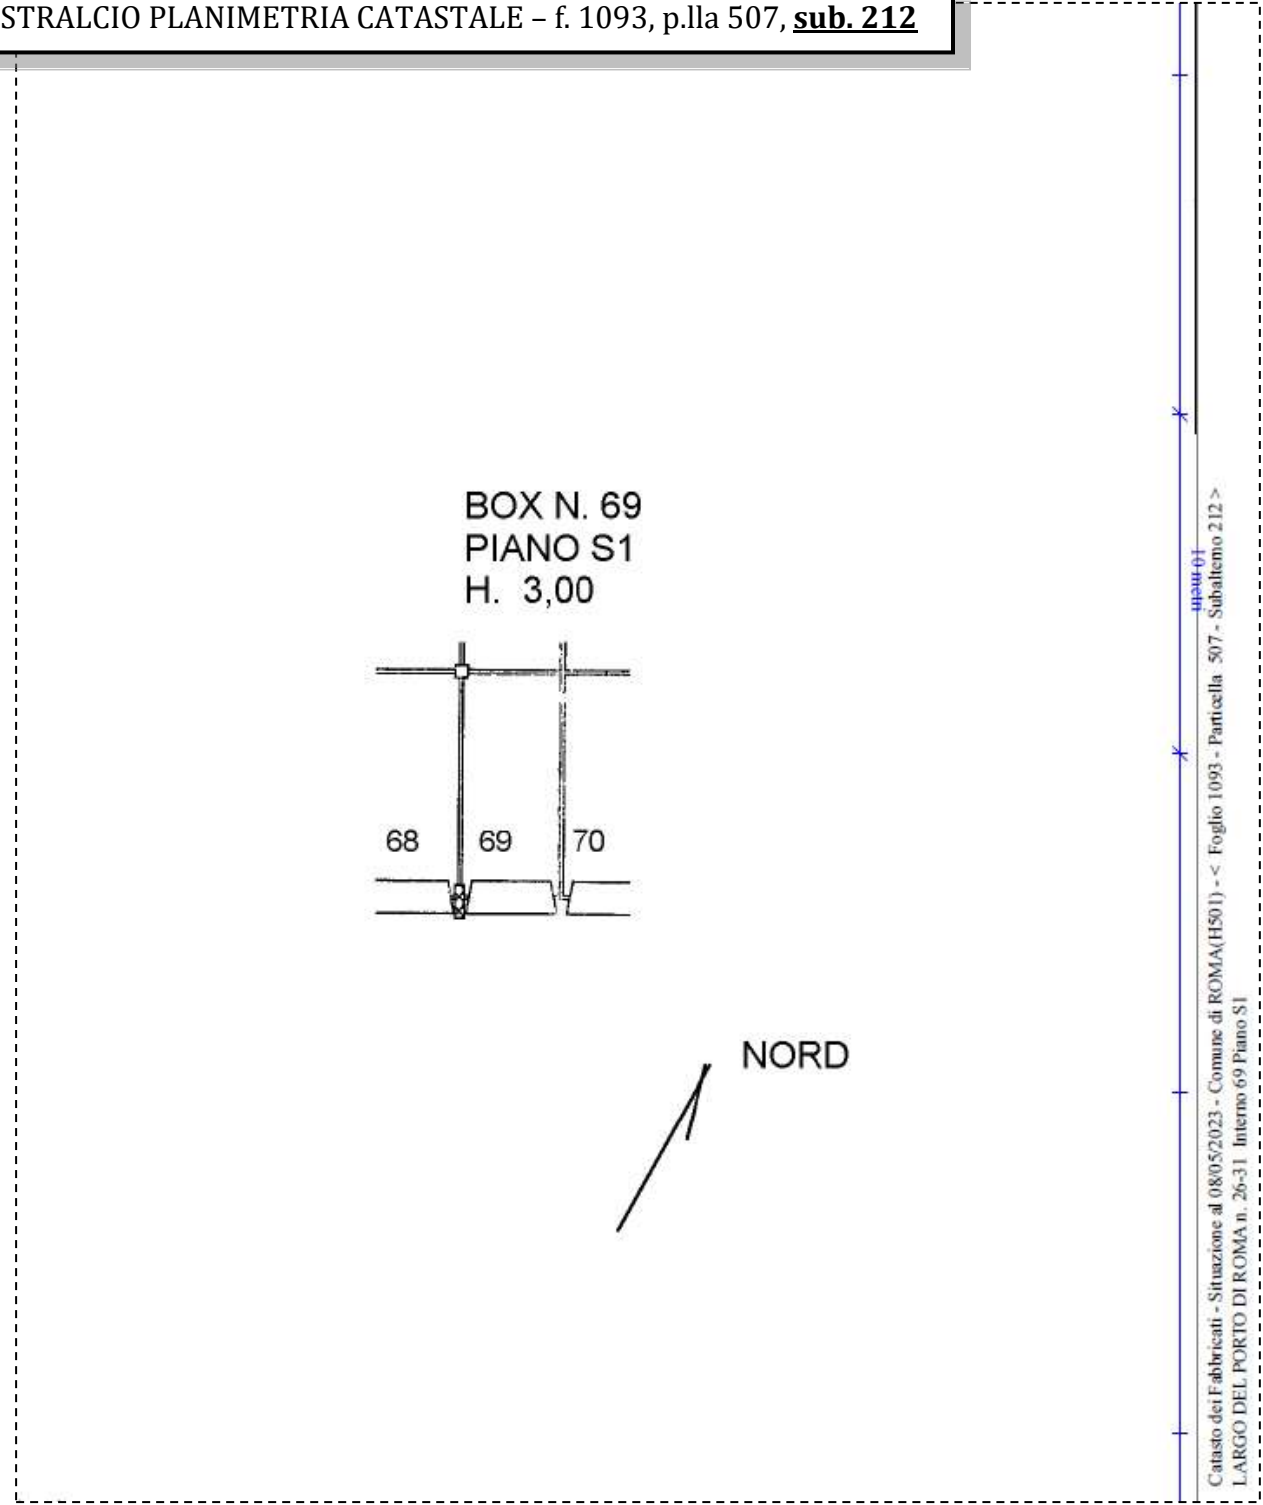 STRALCIO PLANIMETRIA CATASTALE – f. 1093, p.lla 507, sub. 212
BOX N. 69
PIANO S1
H. 3,00
68 69 70
NORD
10 metri
Catasto dei Fabbricati - Situazione al 08/05/2023 - Comune di ROMA(H501) - < Foglio 1093 - Particella 507 - Subalterno 212 >
LARGO DEL PORTO DI ROMA n. 26-31 Interno 69 Piano S1